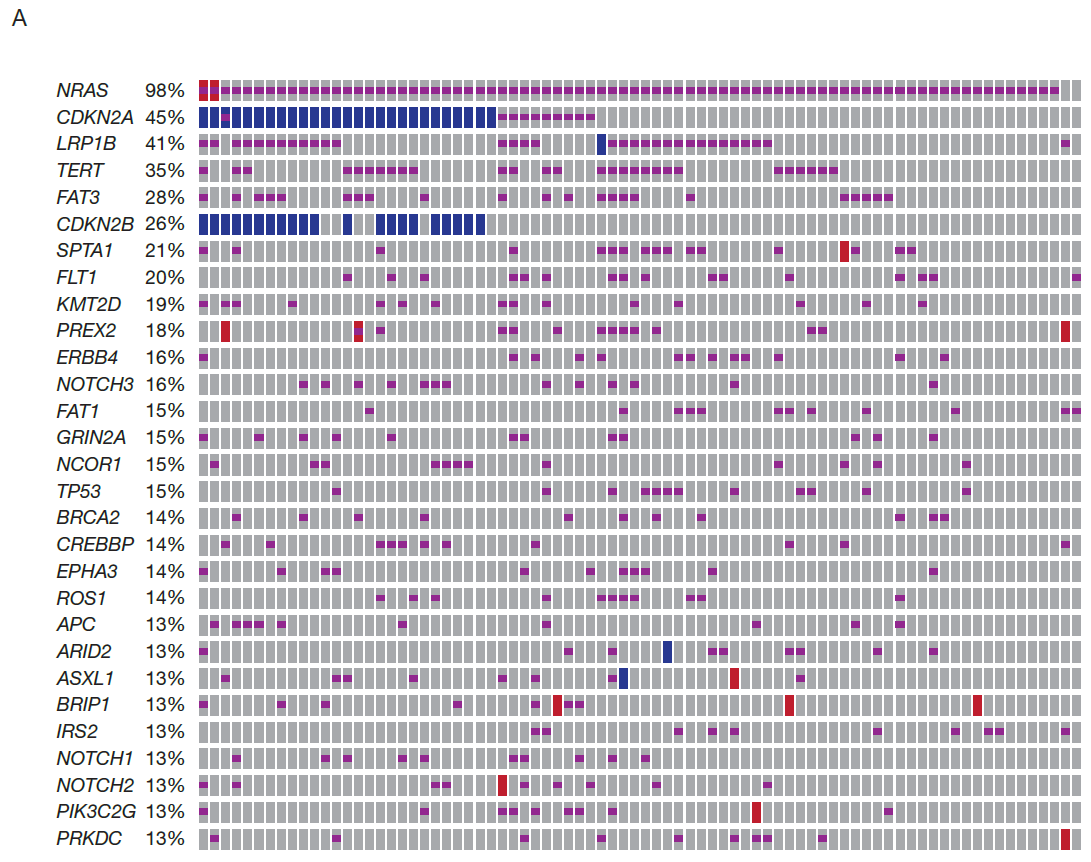 A
NRAS 98%
CDKN2A 45%
LRP1B 41%
TERT 35%
FAT3 28%
CDKN2B 26%
SPTA1 21%
FLT1 20%
KMT2D 19%
PREX2 18%
ERBB4 16%
NOTCH3 16%
FAT1 15%
GRIN2A 15%
NCOR1 15%
TP53 15%
BRCA2 14%
CREBBP 14%
EPHA3 14%
ROS1 14%
APC 13%
ARID2 13%
ASXL1 13%
BRIP1 13%
IRS2 13%
NOTCH1 13%
NOTCH2 13%
PIK3C2G 13%
PRKDC 13%